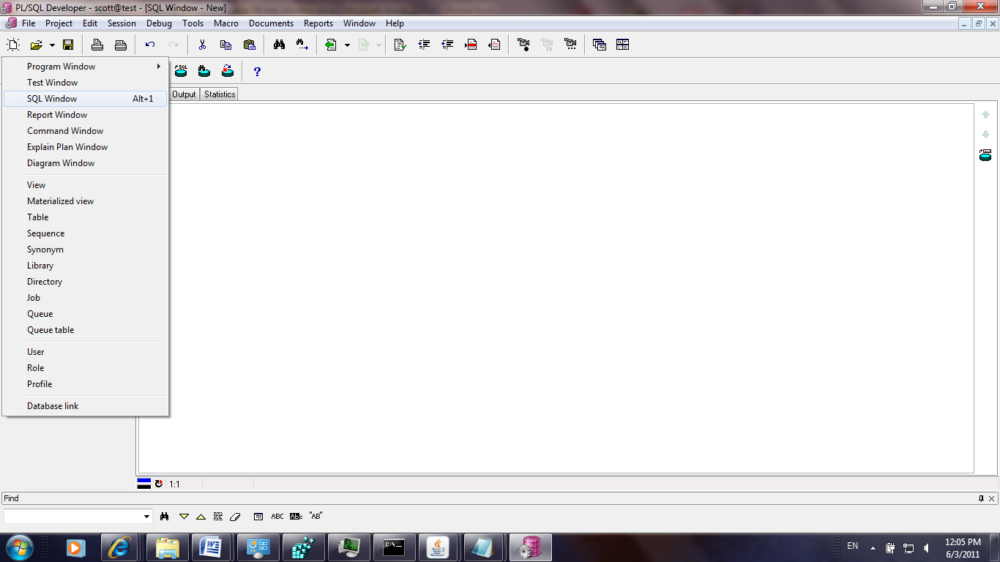 PL/SQL Developer - scott@test - [SQL Window - New]
File Project Edit Session Debug Tools Macro Documents Reports Window Help
SQL
?
Program Window
Test Window
SQL Window Alt+1
Report Window
Command Window
Explain Plan Window
Diagram Window
View
Materialized view
Table
Sequence
Synonym
Library
Directory
Job
Queue
Queue table
User
Role
Profile
Database link
Output Statistics
1:1
Find
ABC "AB"
EN
12:05 PM
6/3/2011